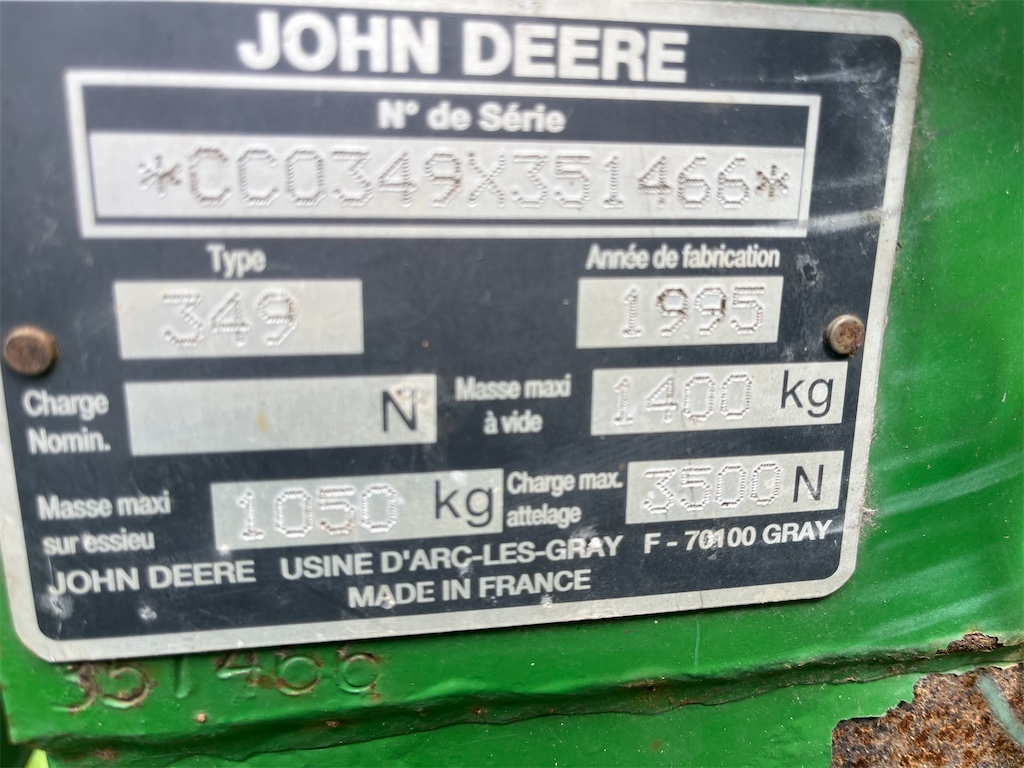 JOHN DEERE
N° de Série
*CC0349X351466*
Type
Année de fabrication
349
1995
Charge
Nomin.
N
Masse maxi
à vide
1400 kg
Masse maxi
sur essieu
1050 kg
Charge max.
attelage
3500 N
JOHN DEERE USINE D'ARC-LES-GRAY F - 70100 GRAY
MADE IN FRANCE
351466